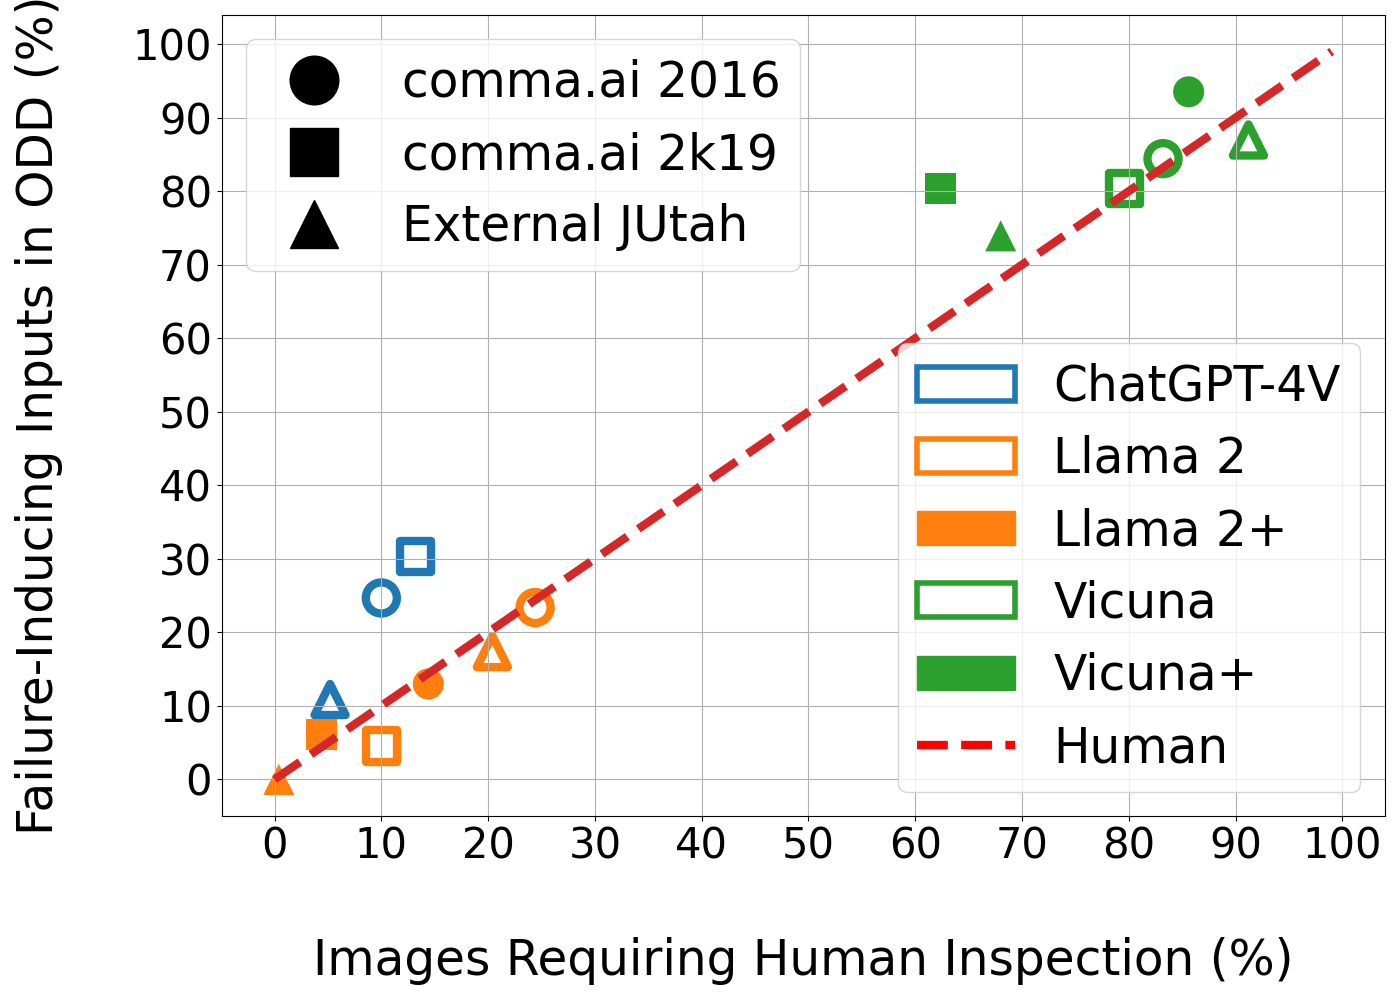 Failure-Inducing Inputs in ODD (%)
100
90
80
70
60
50
40
30
20
10
0
comma.ai 2016
comma.ai 2k19
External JUtah
ChatGPT-4V
Llama 2
Llama 2+
Vicuna
Vicuna+
Human
0 10 20 30 40 50 60 70 80 90 100
Images Requiring Human Inspection (%)